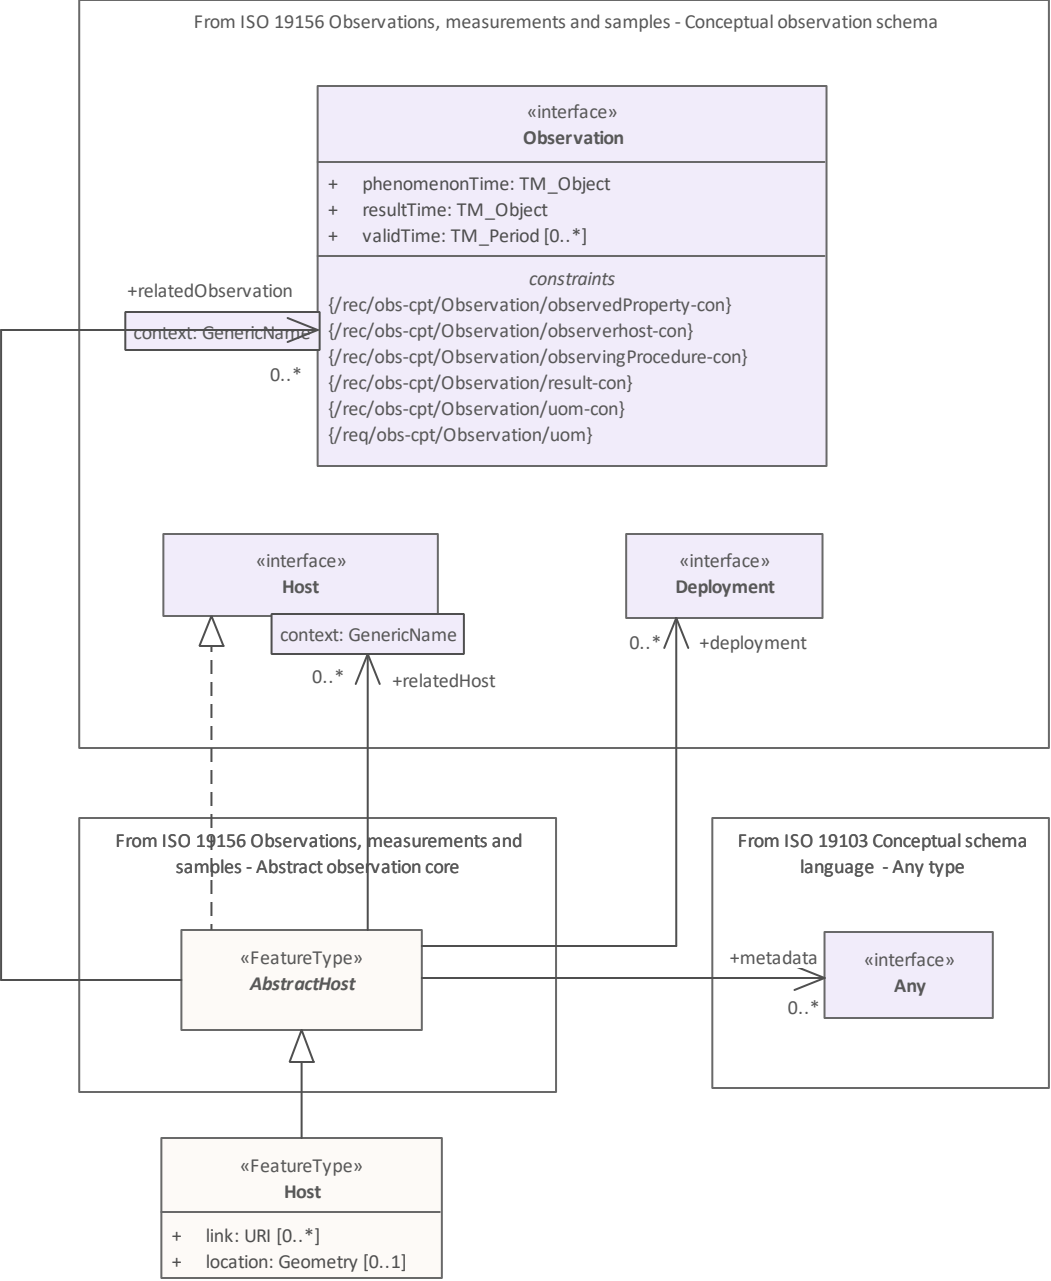 From ISO 19156 Observations, measurements and samples - Conceptual observation schema
«interface»
Observation
+ phenomenonTime: TM_Object
+ resultTime: TM_Object
+ validTime: TM_Period [0..*]
constraints
{/rec/obs-cpt/Observation/observedProperty-con}
{/rec/obs-cpt/Observation/observerhost-con}
{/rec/obs-cpt/Observation/observingProcedure-con}
{/rec/obs-cpt/Observation/result-con}
{/rec/obs-cpt/Observation/uom-con}
{/req/obs-cpt/Observation/uom}
+relatedObservation
context: GenericName
0..*
«interface»
Host
context: GenericName
0..*
+relatedHost
«interface»
Deployment
0..*
+deployment
From ISO 19156 Observations, measurements and
samples - Abstract observation core
«FeatureType»
AbstractHost
From ISO 19103 Conceptual schema
language - Any type
+metadata
0..*
«interface»
Any
«FeatureType»
Host
+ link: URI [0..*]
+ location: Geometry [0..1]